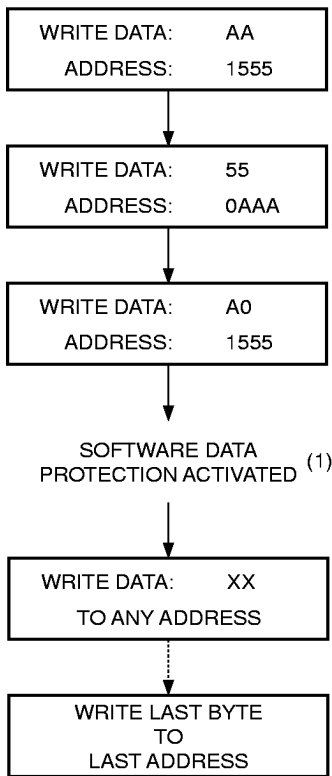 WRITE DATA: AA
ADDRESS: 1555
WRITE DATA: 55
ADDRESS: 0AAA
WRITE DATA: A0
ADDRESS: 1555
SOFTWARE DATA
PROTECTION ACTIVATED (1)
WRITE DATA: XX
TO ANY ADDRESS
WRITE LAST BYTE
TO
LAST ADDRESS